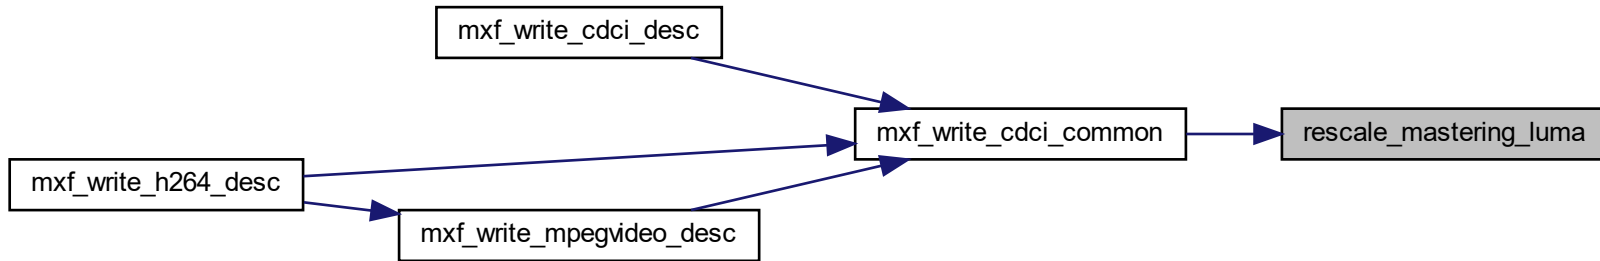 mxf_write_cdci_desc
mxf_write_cdci_common
rescale_mastering_luma
mxf_write_h264_desc
mxf_write_mpegvideo_desc